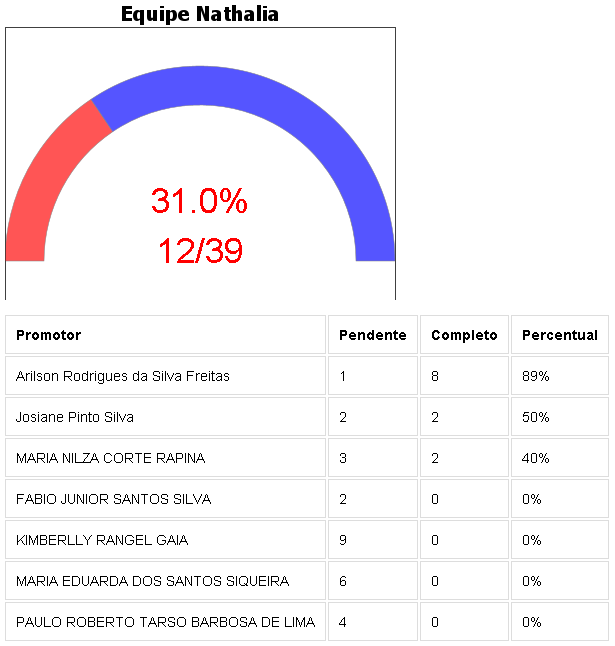 Equipe Nathalia
31.0%
12/39
Promotor Pendente Completo Percentual
Arilson Rodrigues da Silva Freitas 1 8 89%
Josiane Pinto Silva 2 2 50%
MARIA NILZA CORTE RAPINA 3 2 40%
FABIO JUNIOR SANTOS SILVA 2 0 0%
KIMBERLLY RANGEL GAIA 9 0 0%
MARIA EDUARDA DOS SANTOS SIQUEIRA 6 0 0%
PAULO ROBERTO TARSO BARBOSA DE LIMA 4 0 0%